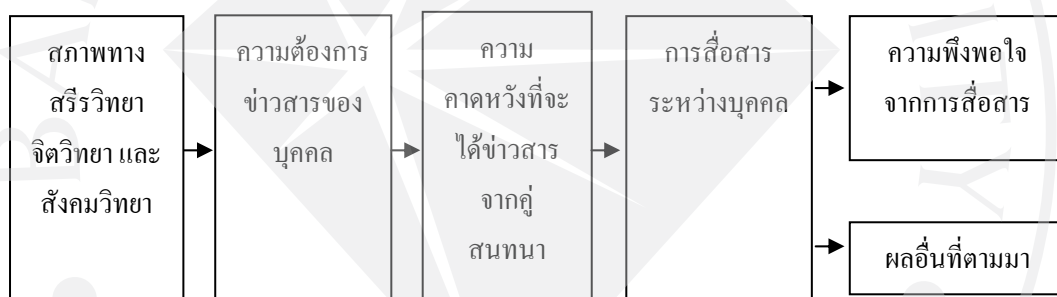 สภาพทาง
สรีรวิทยา
จิตวิทยา และ
สังคมวิทยา
ความต้องการ
ข่าวสารของ
บุคคล
ความ
คาดหวังที่จะ
ได้ข่าวสาร
จากคู่
สนทนา
การสื่อสาร
ระหว่างบุคคล
ความพึงพอใจ
จากการสื่อสาร
ผลอื่นที่ตามมา